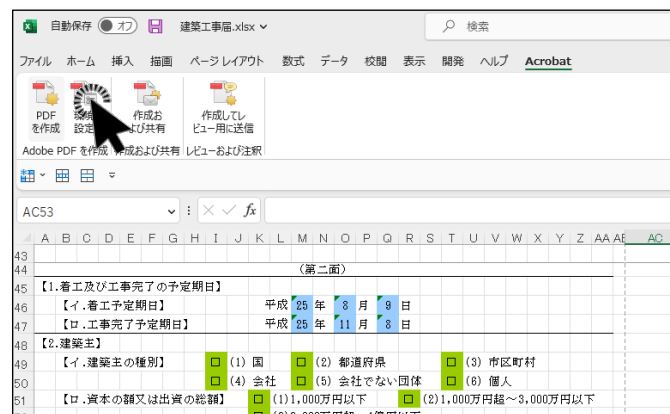 自動保存 オフ 建築工事届.xlsx 検索
ファイル ホーム 挿入 描画 ページ レイアウト 数式 データ 校閲 表示 開発 ヘルプ Acrobat
PDF 作成お 作成してレ
を作成 設定 よび共有 ビュー用に送信
Adobe PDF を作成 作成および共有 レビューおよび注釈
AC53 fx
A B C D E F G H I J K L M N O P Q R S T U V W X Y Z AA AE AC
43
44 (第二面)
45 【1.着工及び工事完了の予定期日】
46 【イ.着工予定期日】 平成 25 年 8 月 9 日
47 【ロ.工事完了予定期日】 平成 25 年 11 月 8 日
48 【2.建築主】
49 【イ.建築主の種別】 □ (1) 国 □ (2) 都道府県 □ (3) 市区町村
50 □ (4) 会社 □ (5) 会社でない団体 □ (6) 個人
51 【ロ.資本の額又は出資の総額】 □ (1)1,000万円以下 □ (2)1,000万円超～3,000万円以下